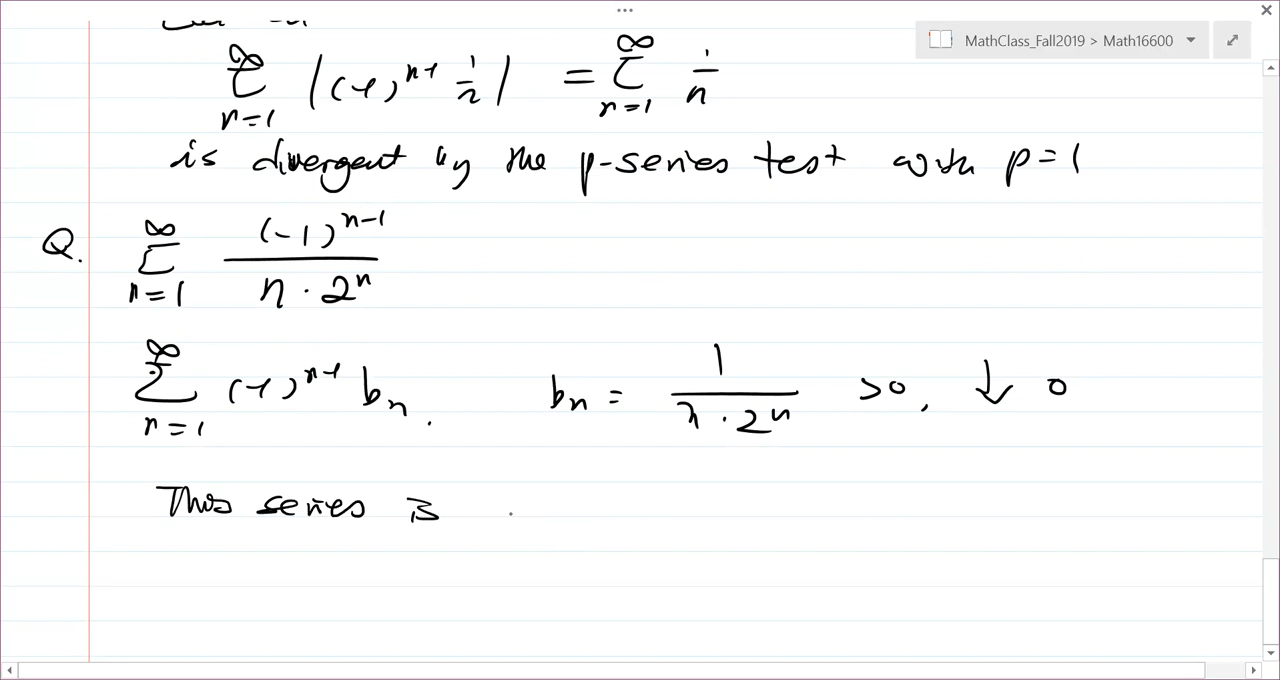 MathClass_Fall2019 > Math16600
∞ Σ n=1 |(-1)^{n-1} 1/n| = ∞ Σ n=1 1/n
is divergent by the p-series test with p=1
Q. ∞ Σ n=1 (-1)^{n-1} / n · 2^n
∞ Σ n=1 (-1)^{n-1} b_n. b_n = 1 / n · 2^n >0, ↓ 0
This series is